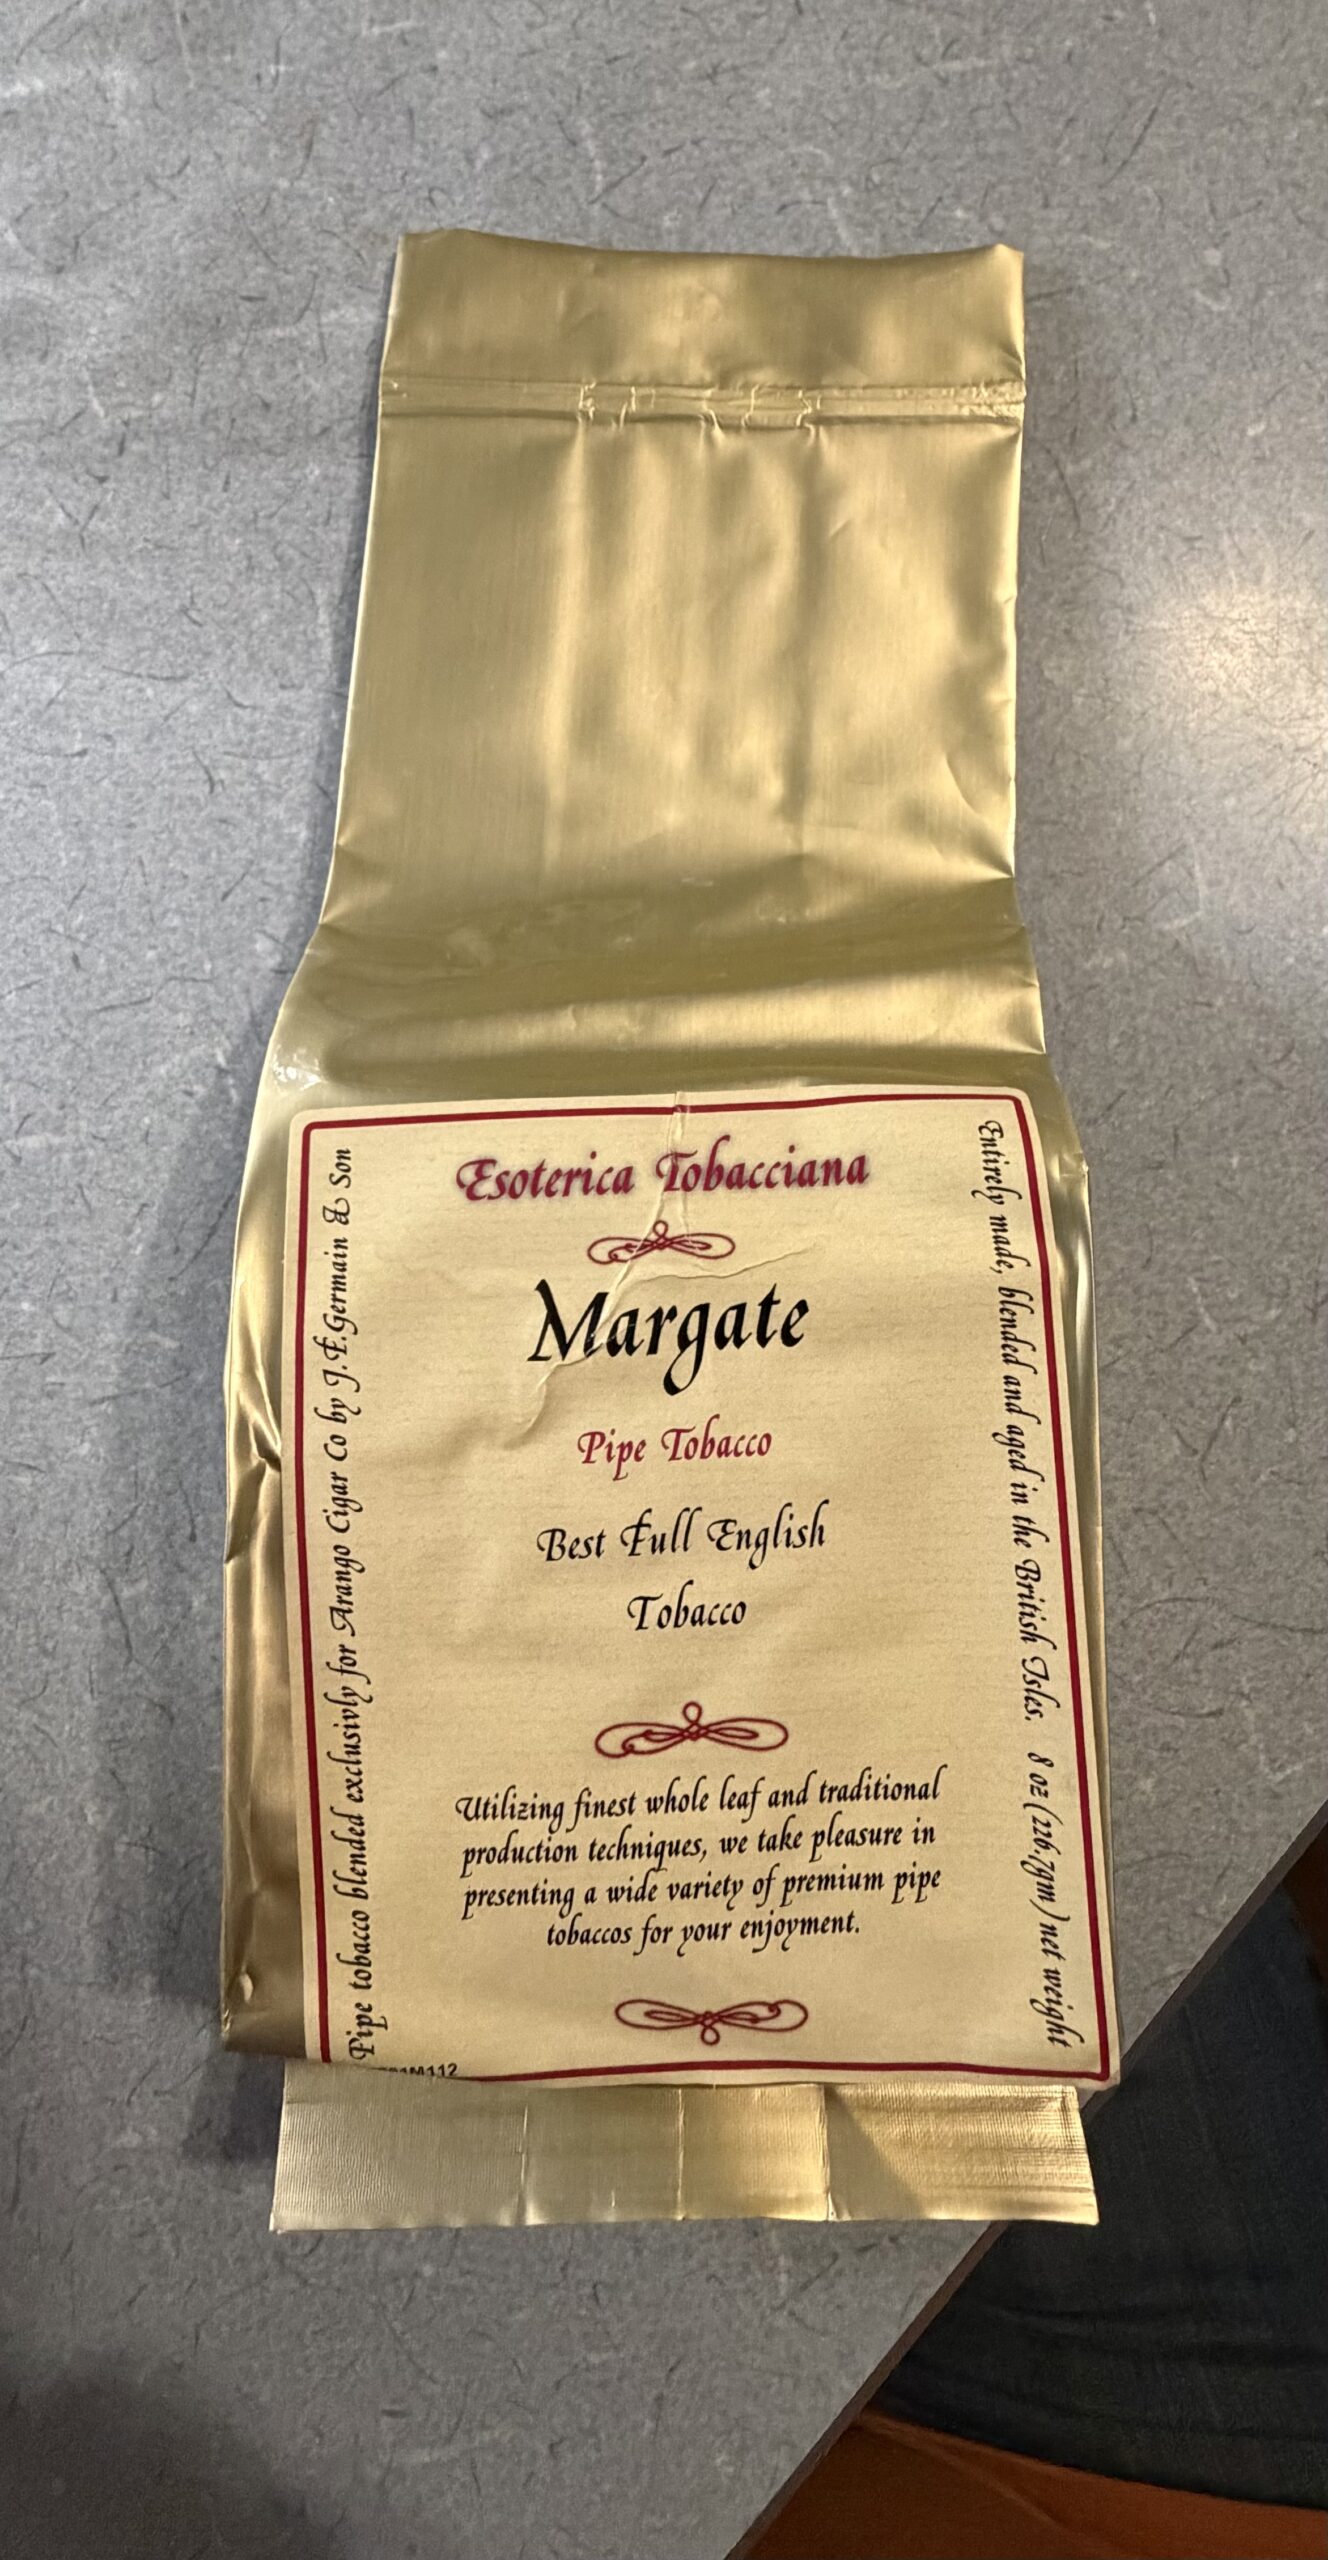 Esoterica Tobacciana
Margate
Pipe Tobacco
Best Full English
Tobacco
Utilizing finest whole leaf and traditional
production techniques, we take pleasure in
presenting a wide variety of premium pipe
tobaccos for your enjoyment.
Pipe tobacco blended exclusivly for Arango Cigar Co by J.F.Germain & Son
Entirely made, blended and aged in the British Isles. 8 oz (226,7gm) net weight